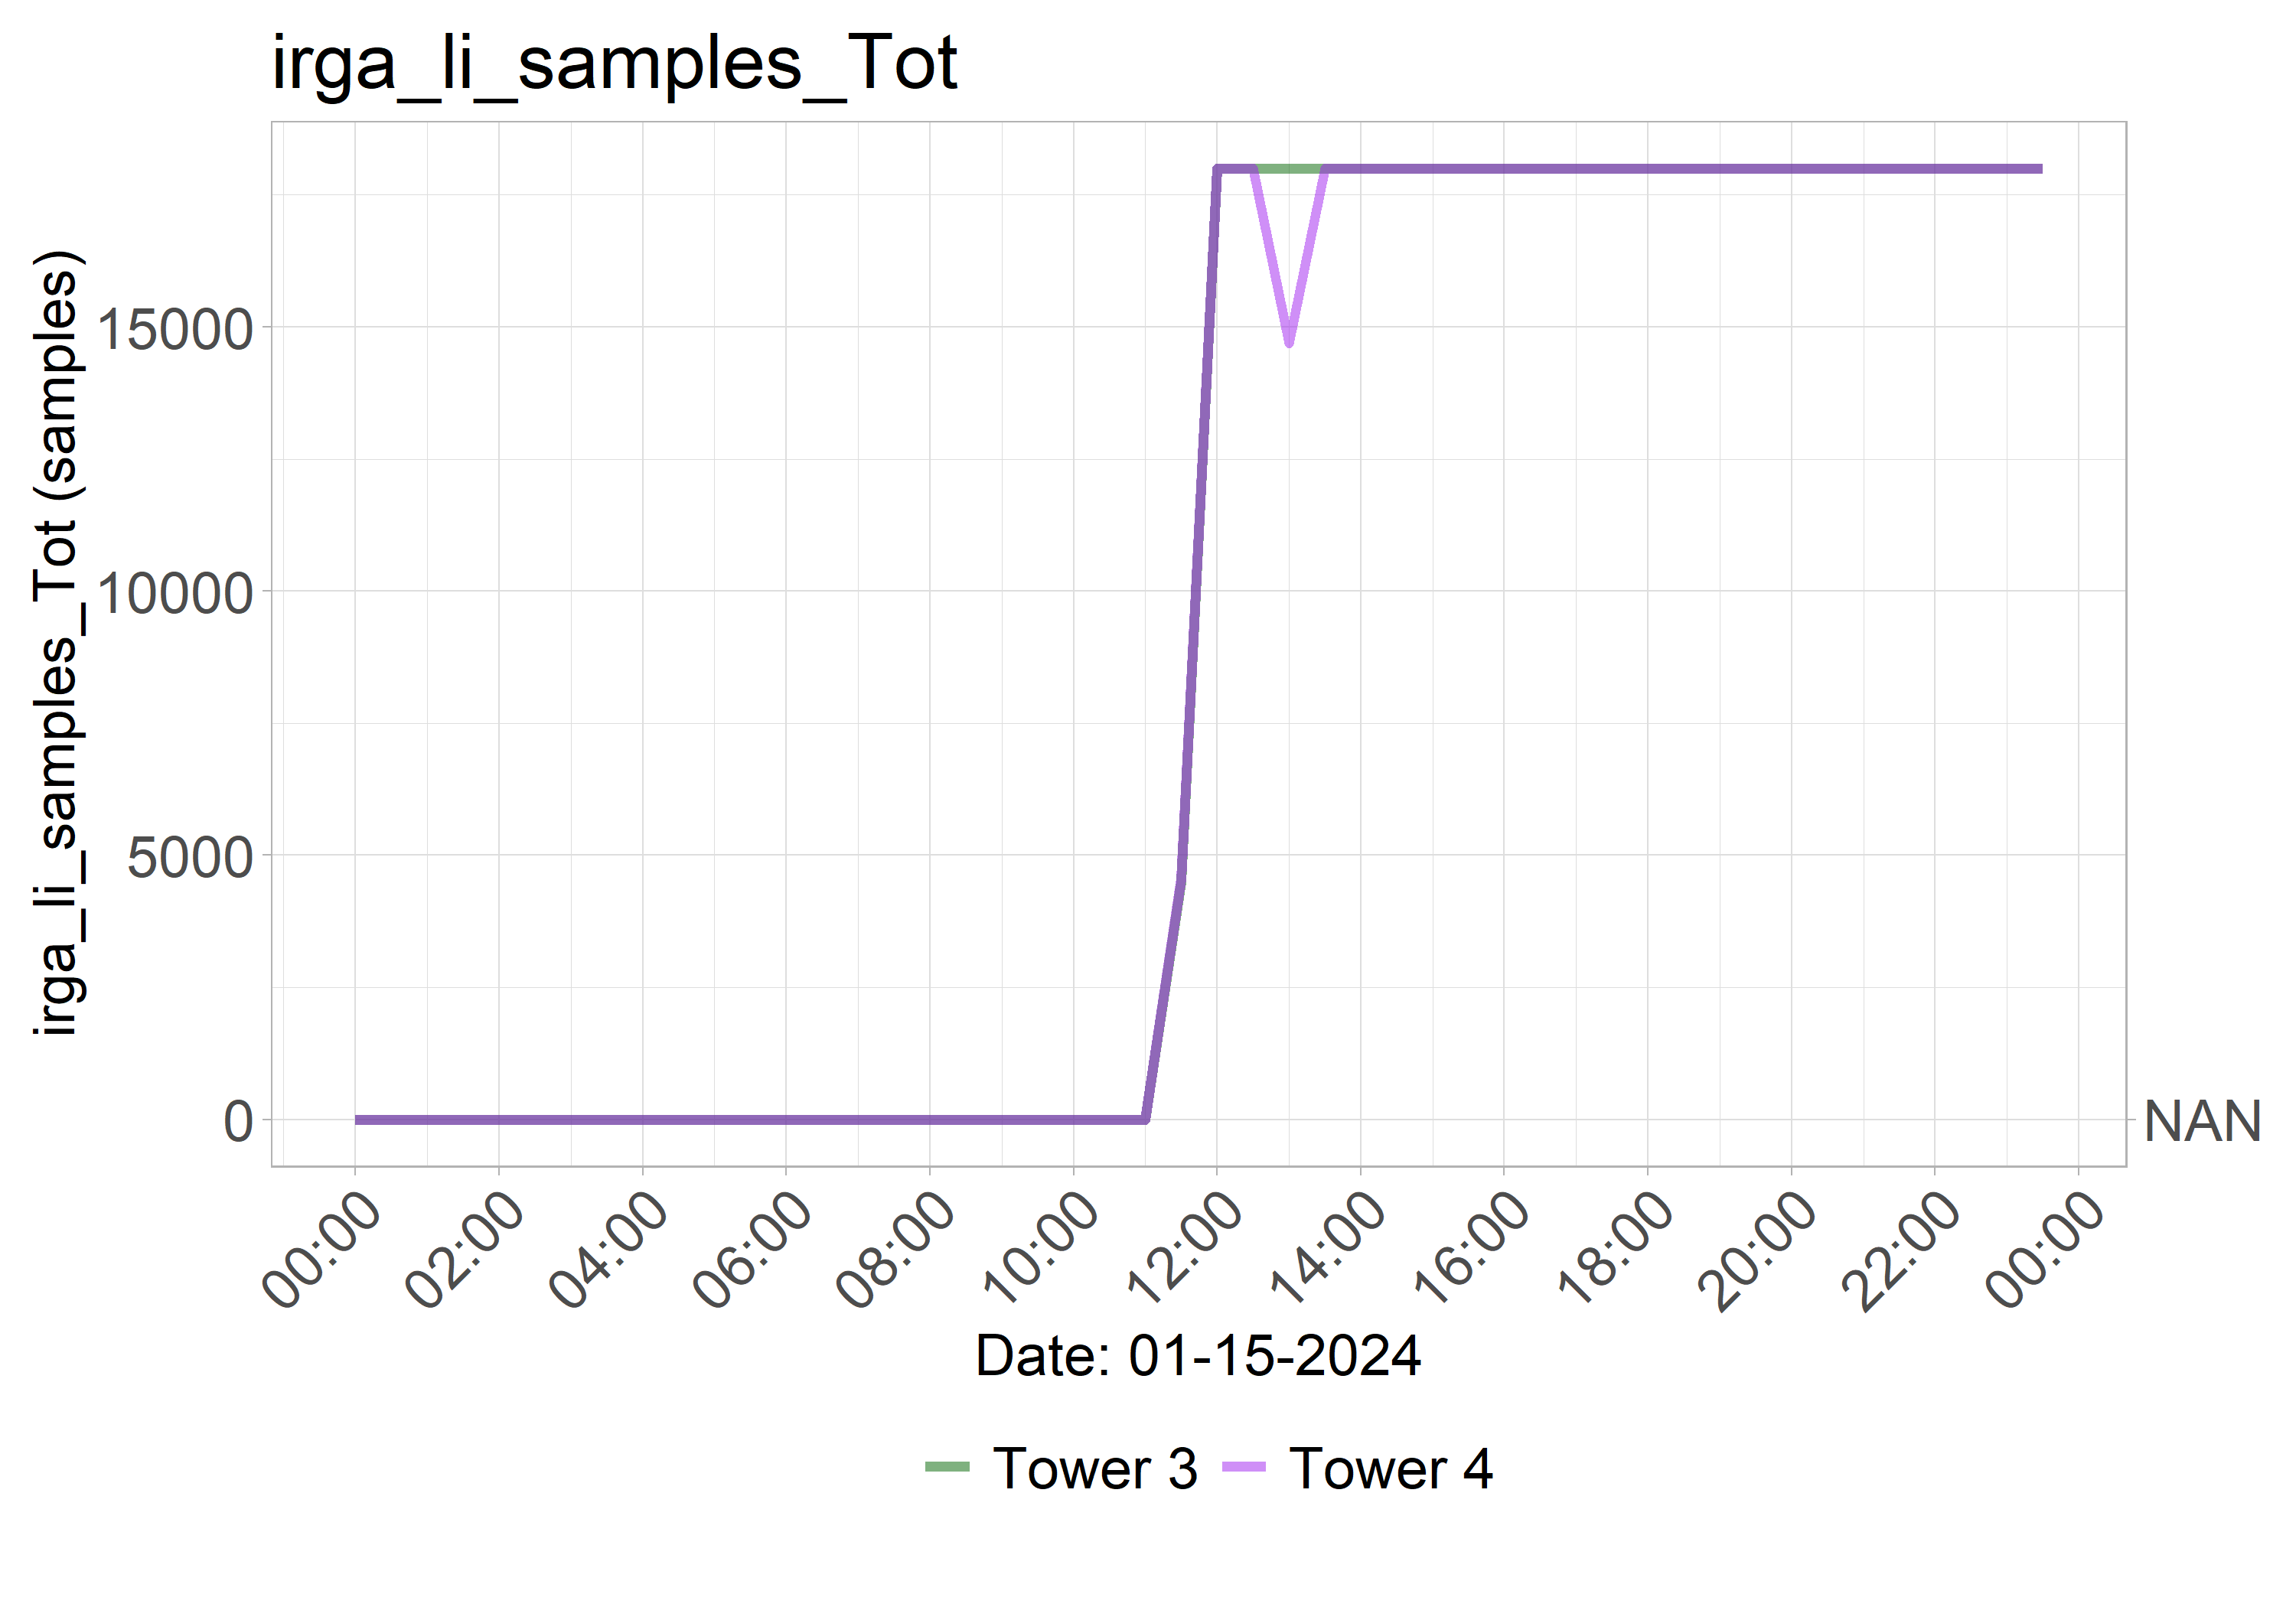 irga_li_samples_Tot
irga_li_samples_Tot (samples)
15000
10000
5000
0
NAN
00:00
02:00
04:00
06:00
08:00
10:00
12:00
14:00
16:00
18:00
20:00
22:00
00:00
Date: 01-15-2024
Tower 3
Tower 4